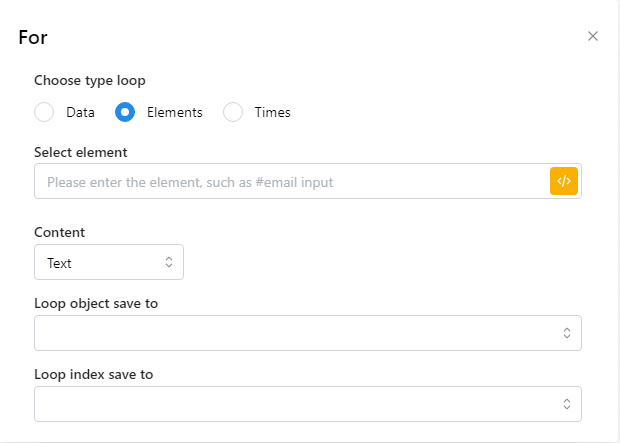 For
Choose type loop
Data Elements Times
Select element
Please enter the element, such as #email input </>
Content
Text
Loop object save to
Loop index save to